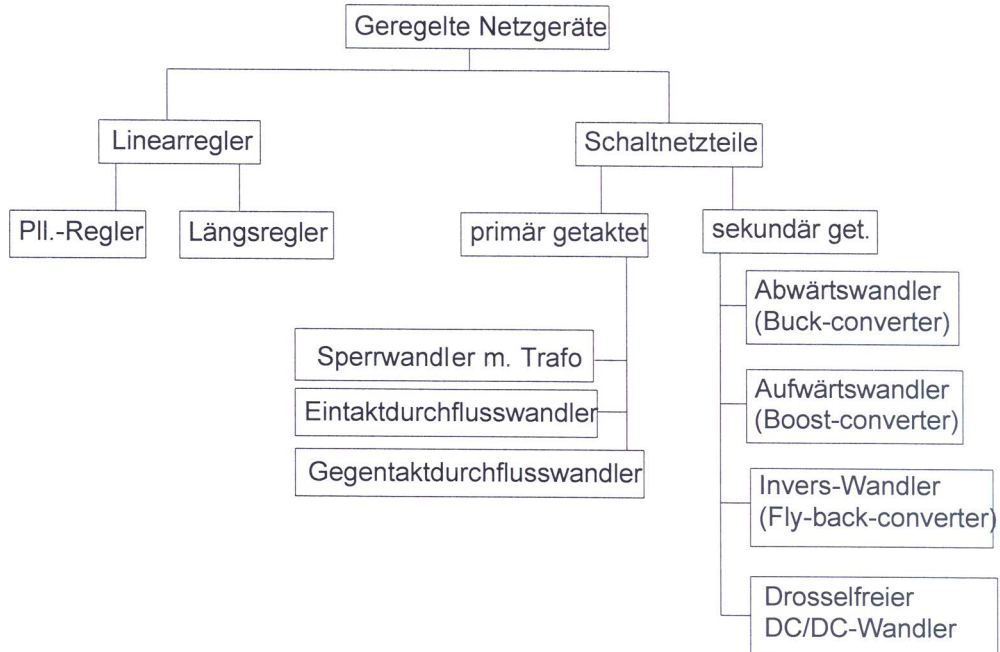 Geregelte Netzgeräte
Linearregler
Schaltnetzteile
Pll.-Regler
Längsregler
primär getaktet
sekundär get.
Abwärtswandler
(Buck-converter)
Sperrwandler m. Trafo
Eintaktdurchflusswandler
Gegentaktdurchflusswandler
Aufwärtswandler
(Boost-converter)
Invers-Wandler
(Fly-back-converter)
Drosselfreier
DC/DC-Wandler